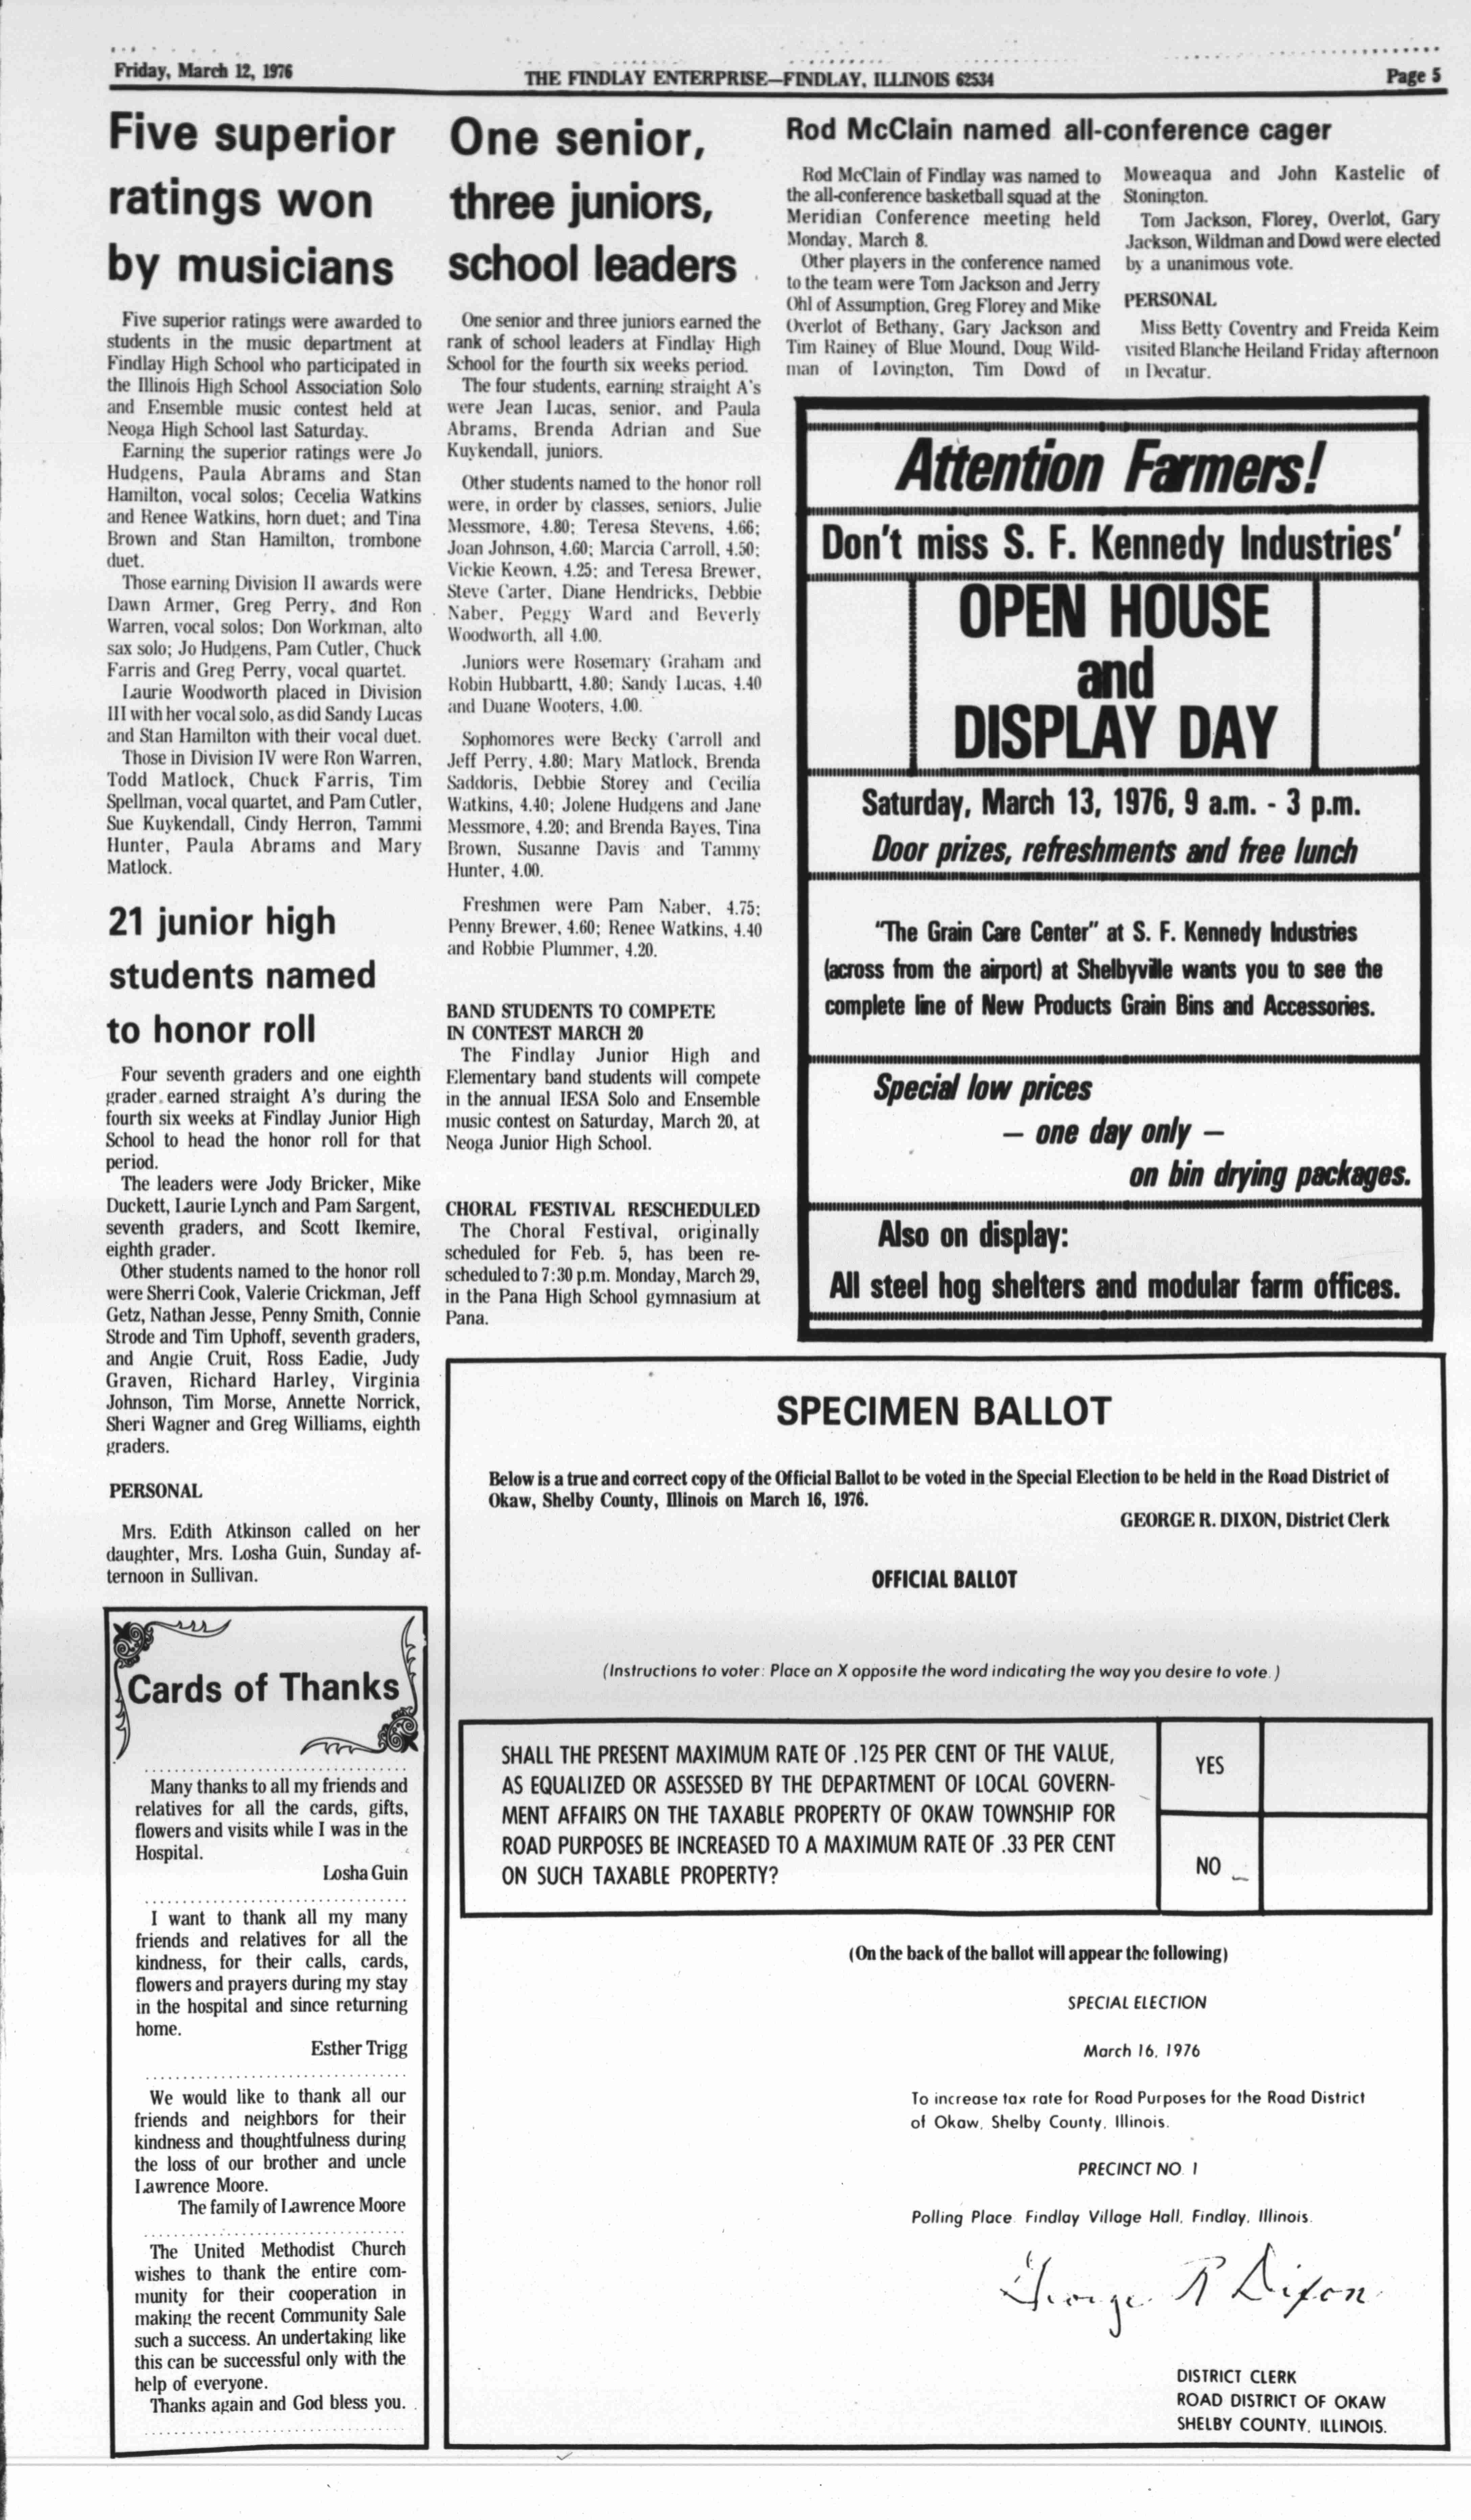 Friday, March 12, 1976
THE FINDLAY ENTERPRISE—FINDLAY, ILLINOIS 62534
Page 5
Five superior
ratings won
by musicians
Five superior ratings were awarded to
students in the music department at
Findlay High School who participated in
the Illinois High School Association Solo
and Ensemble music contest held at
Neoga High School last Saturday.
Earning the superior ratings were Jo
Hudgens, Paula Abrams and Stan
Hamilton, vocal solos; Cecelia Watkins
and Renee Watkins, horn duet; and Tina
Brown and Stan Hamilton, trombone
duet.
Those earning Division II awards were
Dawn Armer, Greg Perry, and Ron
Warren, vocal solos; Don Workman, alto
sax solo; Jo Hudgens, Pam Cutler, Chuck
Farris and Greg Perry, vocal quartet.
Laurie Woodworth placed in Division
III with her vocal solo, as did Sandy Lucas
and Stan Hamilton with their vocal duet.
Those in Division IV were Ron Warren,
Todd Matlock, Chuck Farris, Tim
Spellman, vocal quartet, and Pam Cutler,
Sue Kuykendall, Cindy Herron, Tammi
Hunter, Paula Abrams and Mary
Matlock.
21 junior high
students named
to honor roll
Four seventh graders and one eighth
grader earned straight A's during the
fourth six weeks at Findlay Junior High
School to head the honor roll for that
period.
The leaders were Jody Bricker, Mike
Duckett, Laurie Lynch and Pam Sargent,
seventh graders, and Scott Ikemire,
eighth grader.
Other students named to the honor roll
were Sherri Cook, Valerie Crickman, Jeff
Getz, Nathan Jesse, Penny Smith, Connie
Strode and Tim Uphoff, seventh graders,
and Angie Cruit, Ross Eadie, Judy
Graven, Richard Harley, Virginia
Johnson, Tim Morse, Annette Norrick,
Sheri Wagner and Greg Williams, eighth
graders.
PERSONAL
Mrs. Edith Atkinson called on her
daughter, Mrs. Losha Guin, Sunday af-
ternoon in Sullivan.
Cards of Thanks
Many thanks to all my friends and
relatives for all the cards, gifts,
flowers and visits while I was in the
Hospital.
Losha Guin
I want to thank all my many
friends and relatives for all the
kindness, for their calls, cards,
flowers and prayers during my stay
in the hospital and since returning
home.
Esther Trigg
We would like to thank all our
friends and neighbors for their
kindness and thoughtfulness during
the loss of our brother and uncle
Lawrence Moore.
The family of Lawrence Moore
The United Methodist Church
wishes to thank the entire com-
munity for their cooperation in
making the recent Community Sale
such a success. An undertaking like
this can be successful only with the
help of everyone.
Thanks again and God bless you.
One senior,
three juniors,
school leaders
One senior and three juniors earned the
rank of school leaders at Findlay High
School for the fourth six weeks period.
The four students, earning straight A's
were Jean Lucas, senior, and Paula
Abrams, Brenda Adrian and Sue
Kuykendall, juniors.
Other students named to the honor roll
were, in order by classes, seniors, Julie
Messmore, 4.80; Teresa Stevens, 4.66;
Joan Johnson, 4.60; Marcia Carroll, 4.50;
Vickie Keown, 4.25; and Teresa Brewer,
Steve Carter, Diane Hendricks, Debbie
Naber, Peggy Ward and Beverly
Woodworth, all 4.00.
Juniors were Rosemary Graham and
Robin Hubbartt, 4.80; Sandy Lucas, 4.40
and Duane Wooters, 4.00.
Sophomores were Becky Carroll and
Jeff Perry, 4.80; Mary Matlock, Brenda
Saddoris, Debbie Storey and Cecilia
Watkins, 4.40; Jolene Hudgens and Jane
Messmore, 4.20; and Brenda Bayes, Tina
Brown, Susanne Davis and Tammy
Hunter, 4.00.
Freshmen were Pam Naber, 4.75;
Penny Brewer, 4.60; Renee Watkins, 4.40
and Robbie Plummer, 4.20.
BAND STUDENTS TO COMPETE
IN CONTEST MARCH 20
The Findlay Junior High and
Elementary band students will compete
in the annual IESA Solo and Ensemble
music contest on Saturday, March 20, at
Neoga Junior High School.
CHORAL FESTIVAL RESCHEDULED
The Choral Festival, originally
scheduled for Feb. 5, has been re-
scheduled to 7:30 p.m. Monday, March 29,
in the Pana High School gymnasium at
Pana.
Rod McClain named all-conference cager
Rod McClain of Findlay was named to
the all-conference basketball squad at the
Meridian Conference meeting held
Monday, March 8.
Other players in the conference named
to the team were Tom Jackson and Jerry
Ohl of Assumption, Greg Florey and Mike
Overlot of Bethany, Gary Jackson and
Tim Rainey of Blue Mound, Doug Wild-
man of Lovington, Tim Dowd of
Moweaqua and John Kastelic of
Stonington.
Tom Jackson, Florey, Overlot, Gary
Jackson, Wildman and Dowd were elected
by a unanimous vote.
PERSONAL
Miss Betty Coventry and Freida Keim
visited Blanche Heiland Friday afternoon
in Decatur.
Attention Farmers!
Don't miss S. F. Kennedy Industries'
OPEN HOUSE
and
DISPLAY DAY
Saturday, March 13, 1976, 9 a.m. - 3 p.m.
Door prizes, refreshments and free lunch
"The Grain Care Center" at S. F. Kennedy Industries
(across from the airport) at Shelbyville wants you to see the
complete line of New Products Grain Bins and Accessories.
Special low prices
— one day only —
on bin drying packages.
Also on display:
All steel hog shelters and modular farm offices.
SPECIMEN BALLOT
Below is a true and correct copy of the Official Ballot to be voted in the Special Election to be held in the Road District of
Okaw, Shelby County, Illinois on March 16, 1976.
GEORGE R. DIXON, District Clerk
OFFICIAL BALLOT
(Instructions to voter: Place an X opposite the word indicating the way you desire to vote.)
SHALL THE PRESENT MAXIMUM RATE OF .125 PER CENT OF THE VALUE,
AS EQUALIZED OR ASSESSED BY THE DEPARTMENT OF LOCAL GOVERN-
MENT AFFAIRS ON THE TAXABLE PROPERTY OF OKAW TOWNSHIP FOR
ROAD PURPOSES BE INCREASED TO A MAXIMUM RATE OF .33 PER CENT
ON SUCH TAXABLE PROPERTY?
YES
NO
(On the back of the ballot will appear the following)
SPECIAL ELECTION
March 16, 1976
To increase tax rate for Road Purposes for the Road District
of Okaw, Shelby County, Illinois.
PRECINCT NO. 1
Polling Place Findlay Village Hall, Findlay, Illinois.
George R Dixon
DISTRICT CLERK
ROAD DISTRICT OF OKAW
SHELBY COUNTY, ILLINOIS.